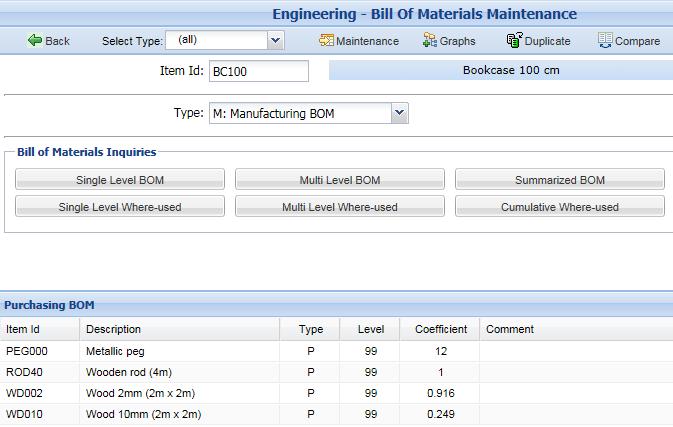 Engineering - Bill Of Materials Maintenance
Back Select Type: (all) Maintenance Graphs Duplicate Compare
Item Id: BC100 Bookcase 100 cm
Type: M: Manufacturing BOM
Bill of Materials Inquiries
Single Level BOM Multi Level BOM Summarized BOM
Single Level Where-used Multi Level Where-used Cumulative Where-used
Purchasing BOM
Item Id Description Type Level Coefficient Comment
PEG000 Metallic peg P 99 12
ROD40 Wooden rod (4m) P 99 1
WD002 Wood 2mm (2m x 2m) P 99 0.916
WD010 Wood 10mm (2m x 2m) P 99 0.249